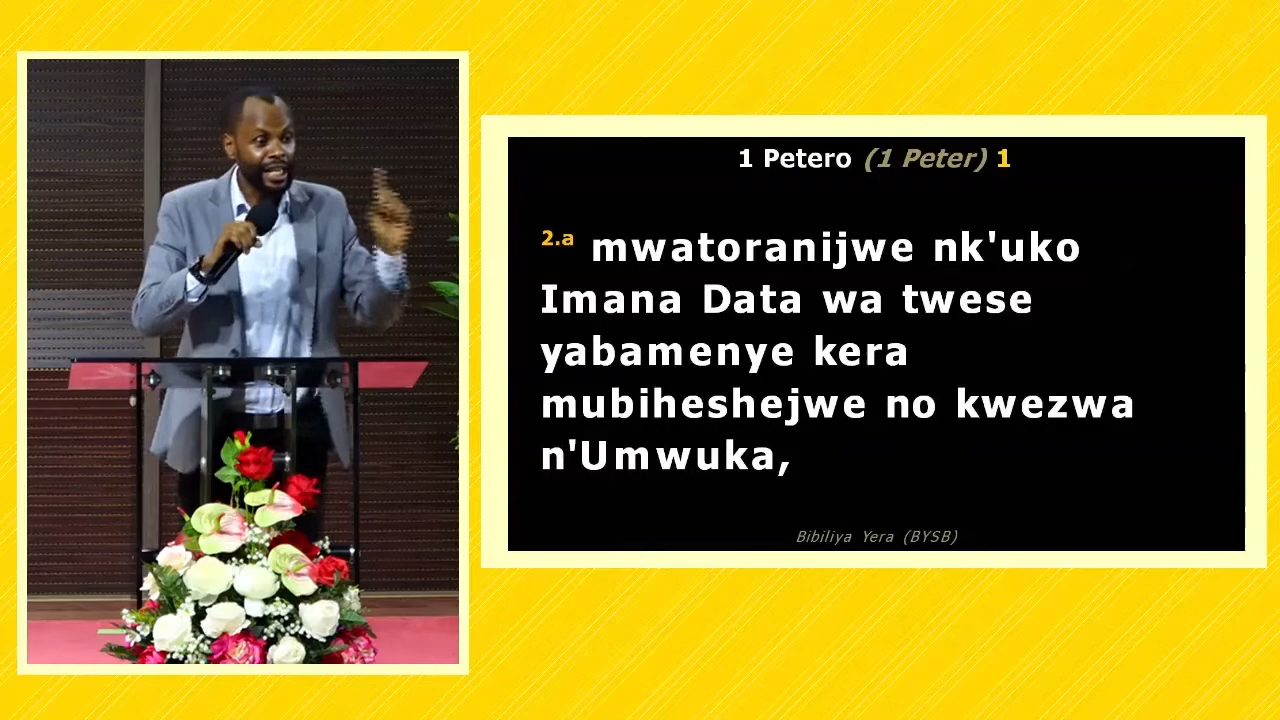 1 Petero (1 Peter) 1
2.a mwatoranijwe nk'uko
Imana Data wa twese
yabamenye kera
mubiheshejwe no kwezwa
n'Umwuka,
Bibiliya Yera (BYSB)